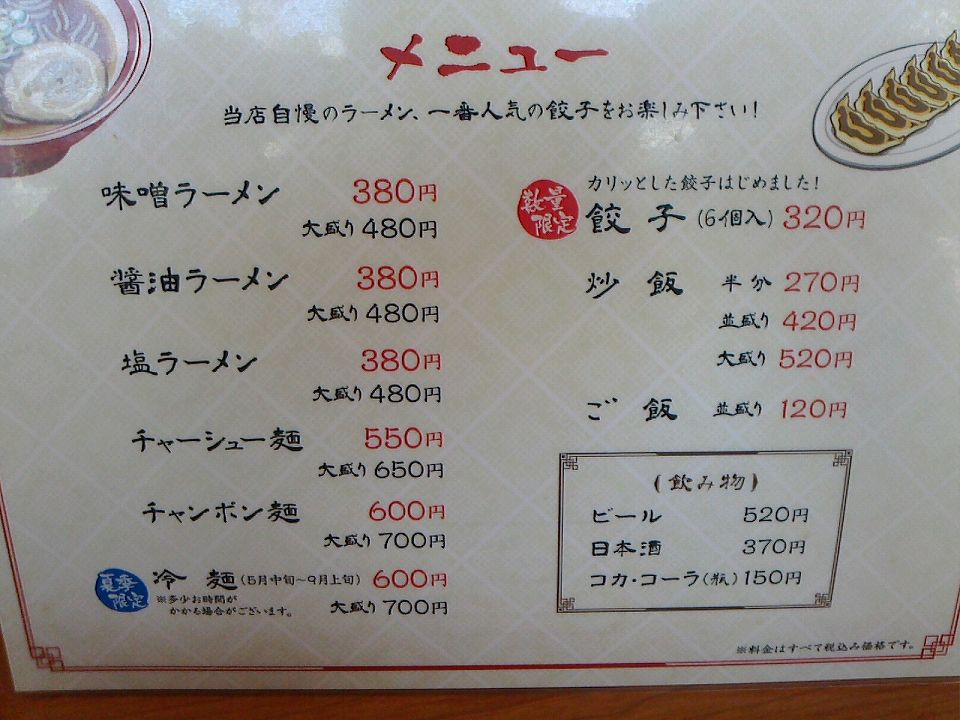 メニュー
当店自慢のラーメン、一番人気の餃子をお楽しみ下さい!
味噌ラーメン 380円
大盛り 480円
醤油ラーメン 380円
大盛り 480円
塩ラーメン 380円
大盛り 480円
チャーシュー麺 550円
大盛り 650円
チャンポン麺 600円
大盛り 700円
夏季限定 冷麺 (5月中旬~9月上旬) 600円
※多少お時間が
かかる場合がございます。
大盛り 700円
カリッとした餃子はじめました!
数量限定 餃子 (6個入) 320円
炒飯 半分 270円
並盛り 420円
大盛り 520円
ご飯 並盛り 120円
(飲み物)
ビール 520円
日本酒 370円
コカ・コーラ(瓶) 150円
※料金はすべて税込み価格です。